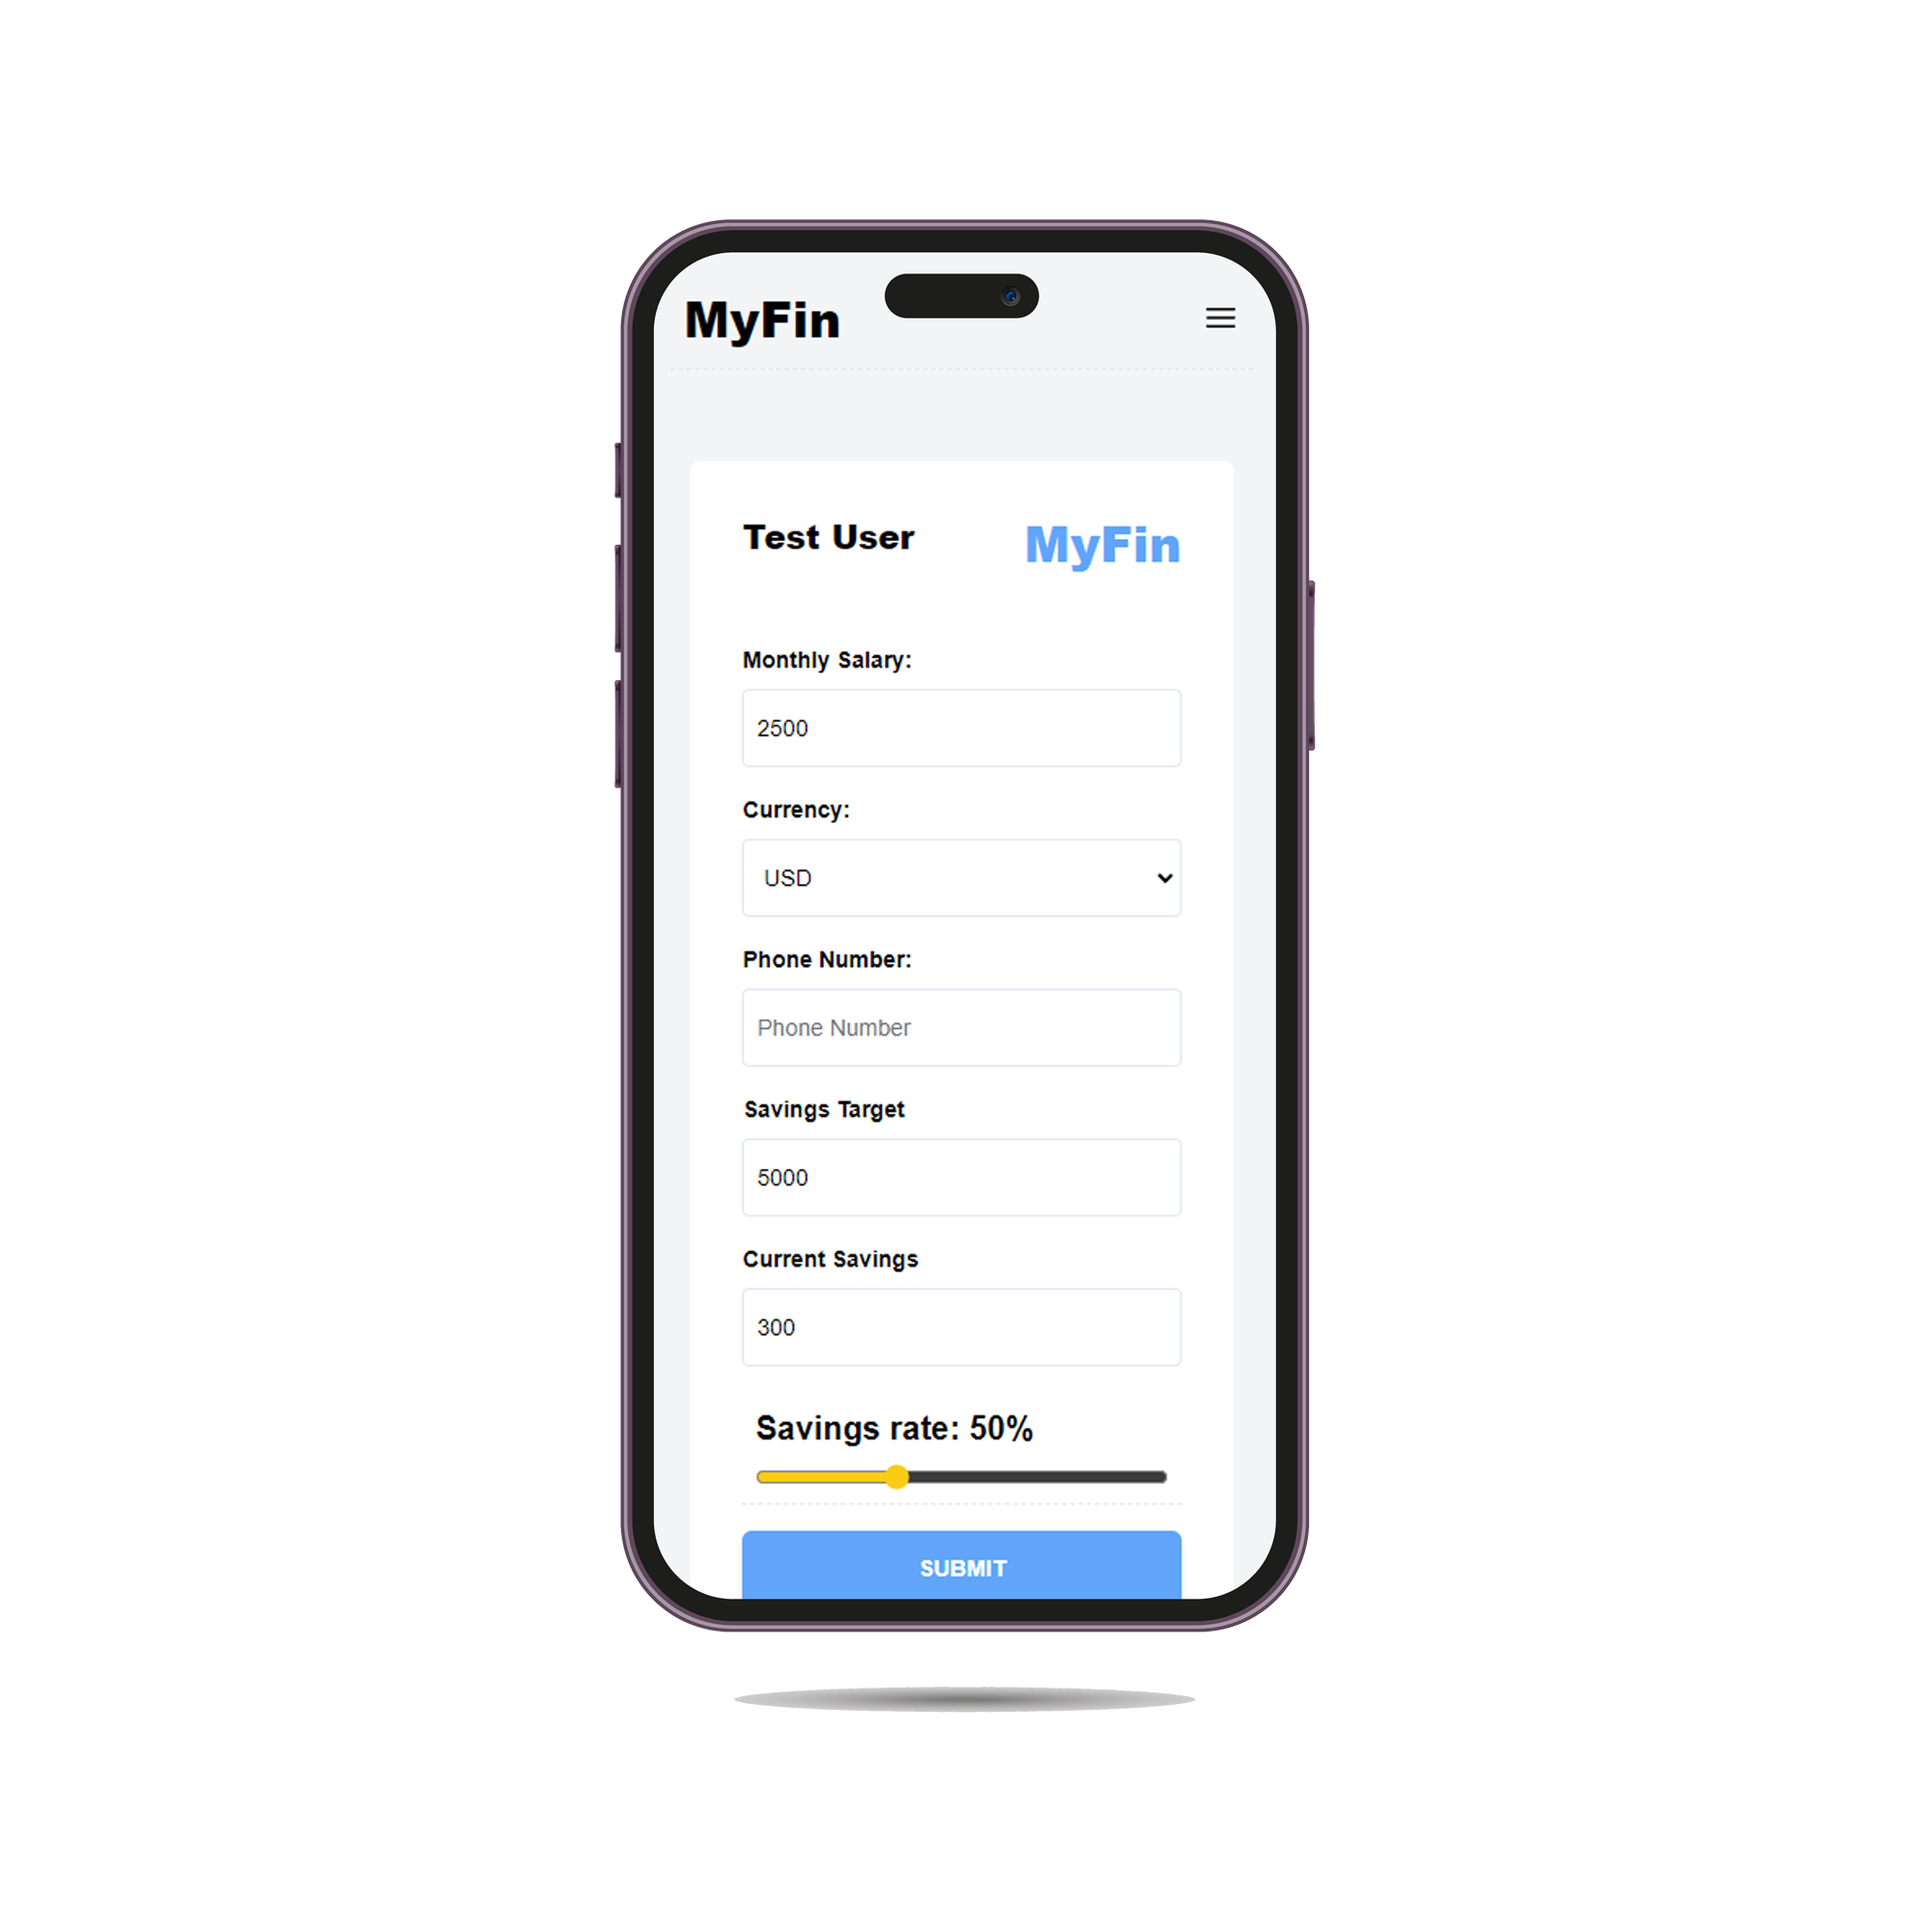 MyFin
Test User
MyFin
Monthly Salary:
2500
Currency:
USD
Phone Number:
Phone Number
Savings Target
5000
Current Savings
300
Savings rate: 50%
SUBMIT